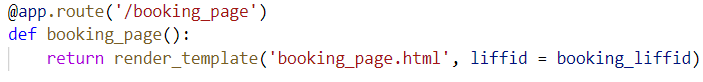 @app.route('/booking_page')
def booking_page():
    return render_template('booking_page.html', liffid = booking_liffid)